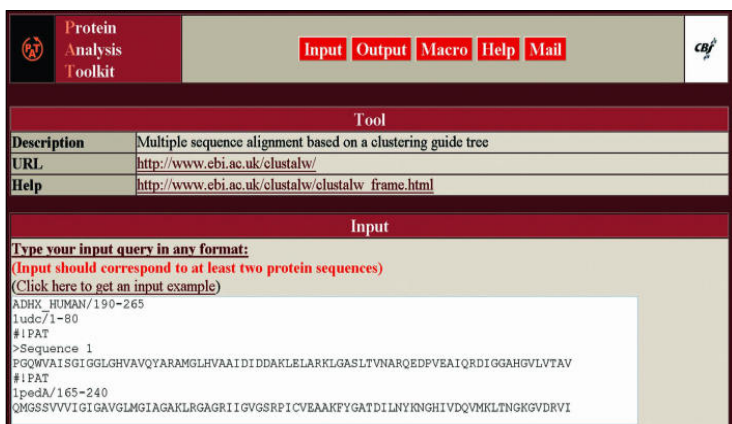 PAT
Protein
Analysis
Toolkit
Input Output Macro Help Mail
CBI
Tool
Description Multiple sequence alignment based on a clustering guide tree
URL http://www.ebi.ac.uk/clustalw/
Help http://www.ebi.ac.uk/clustalw/clustalw_frame.html
Input
Type your input query in any format:
(Input should correspond to at least two protein sequences)
(Click here to get an input example)
ADHX_HUMAN/190-265
1udc/1-80
#!PAT
>Sequence 1
PGQWVAISGIGGLGHVAVQYARAMGLHVAAIDIDDAKLELARKLGASLTVNARQEDPVEAIQRDIGGAHGVLVTAV
#!PAT
1pedA/165-240
QMGSSVVVIGIGAVGLMGIAGAKLRGAGRIIGVGSRPICVEAAKFYGATDILNYKNGHIVDQVMKLTNGKGVDRVI